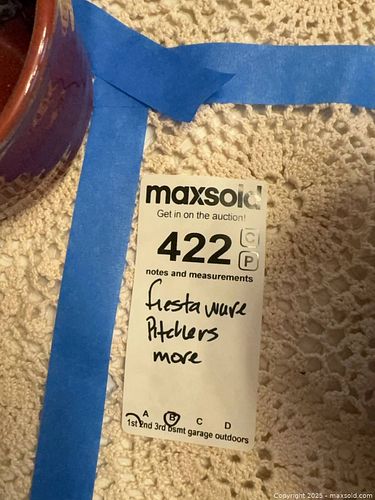 maxsold
Get in on the auction!
422 C
P
notes and measurements
fiesta ware
Pitchers
more
A B C D
1st 2nd 3rd bsmt garage outdoors
Copyright 2025 - maxsold.com